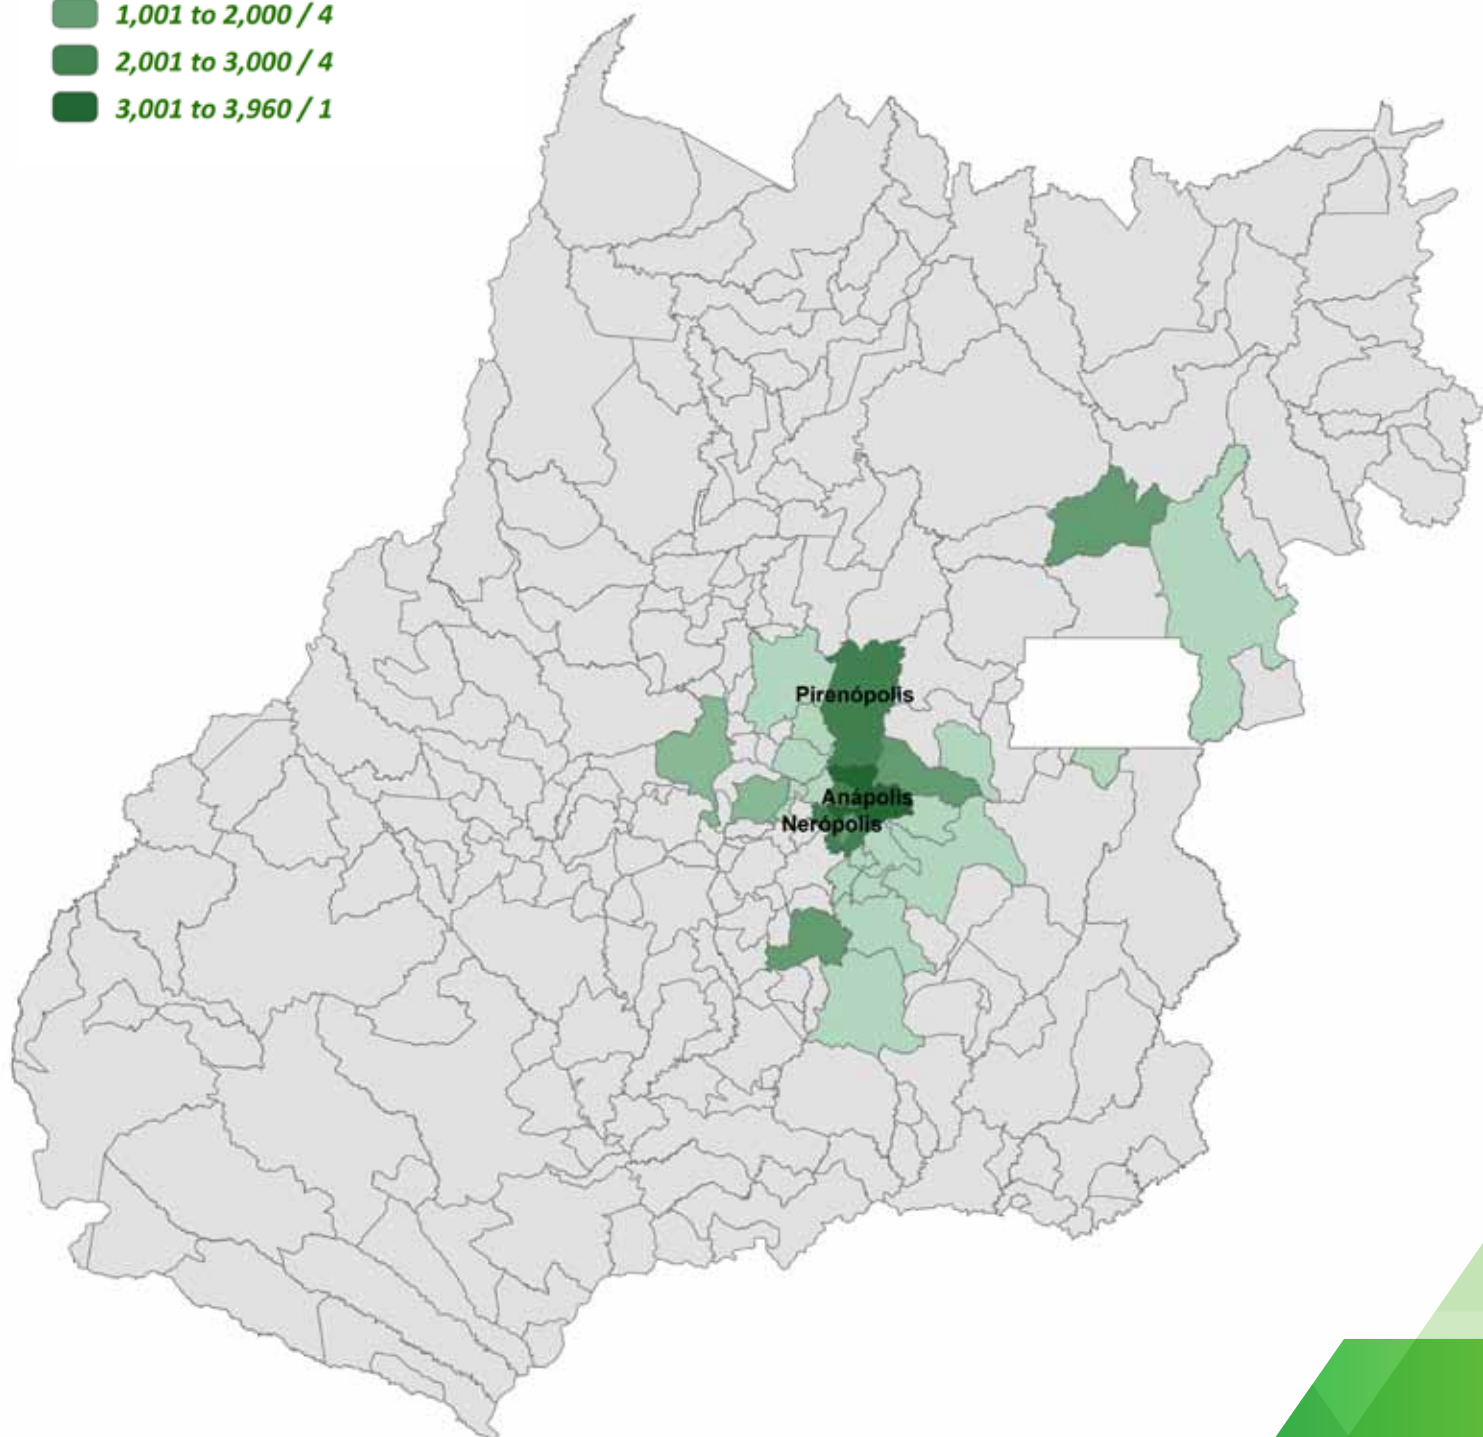 1,001 to 2,000 / 4
2,001 to 3,000 / 4
3,001 to 3,960 / 1
Pirenópolis
Anápolis
Nerópolis